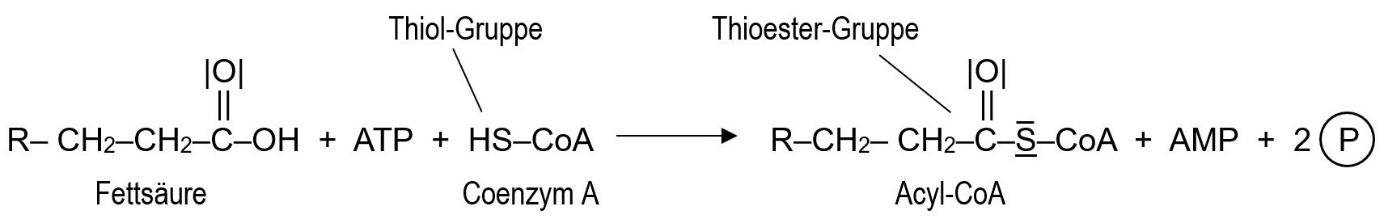 Thiol-Gruppe Thioester-Gruppe
|O| |O|
R– CH2–CH2–C–OH + ATP + HS–CoA → R–CH2– CH2–C–S–CoA + AMP + 2 P
Fettsäure Coenzym A Acyl-CoA